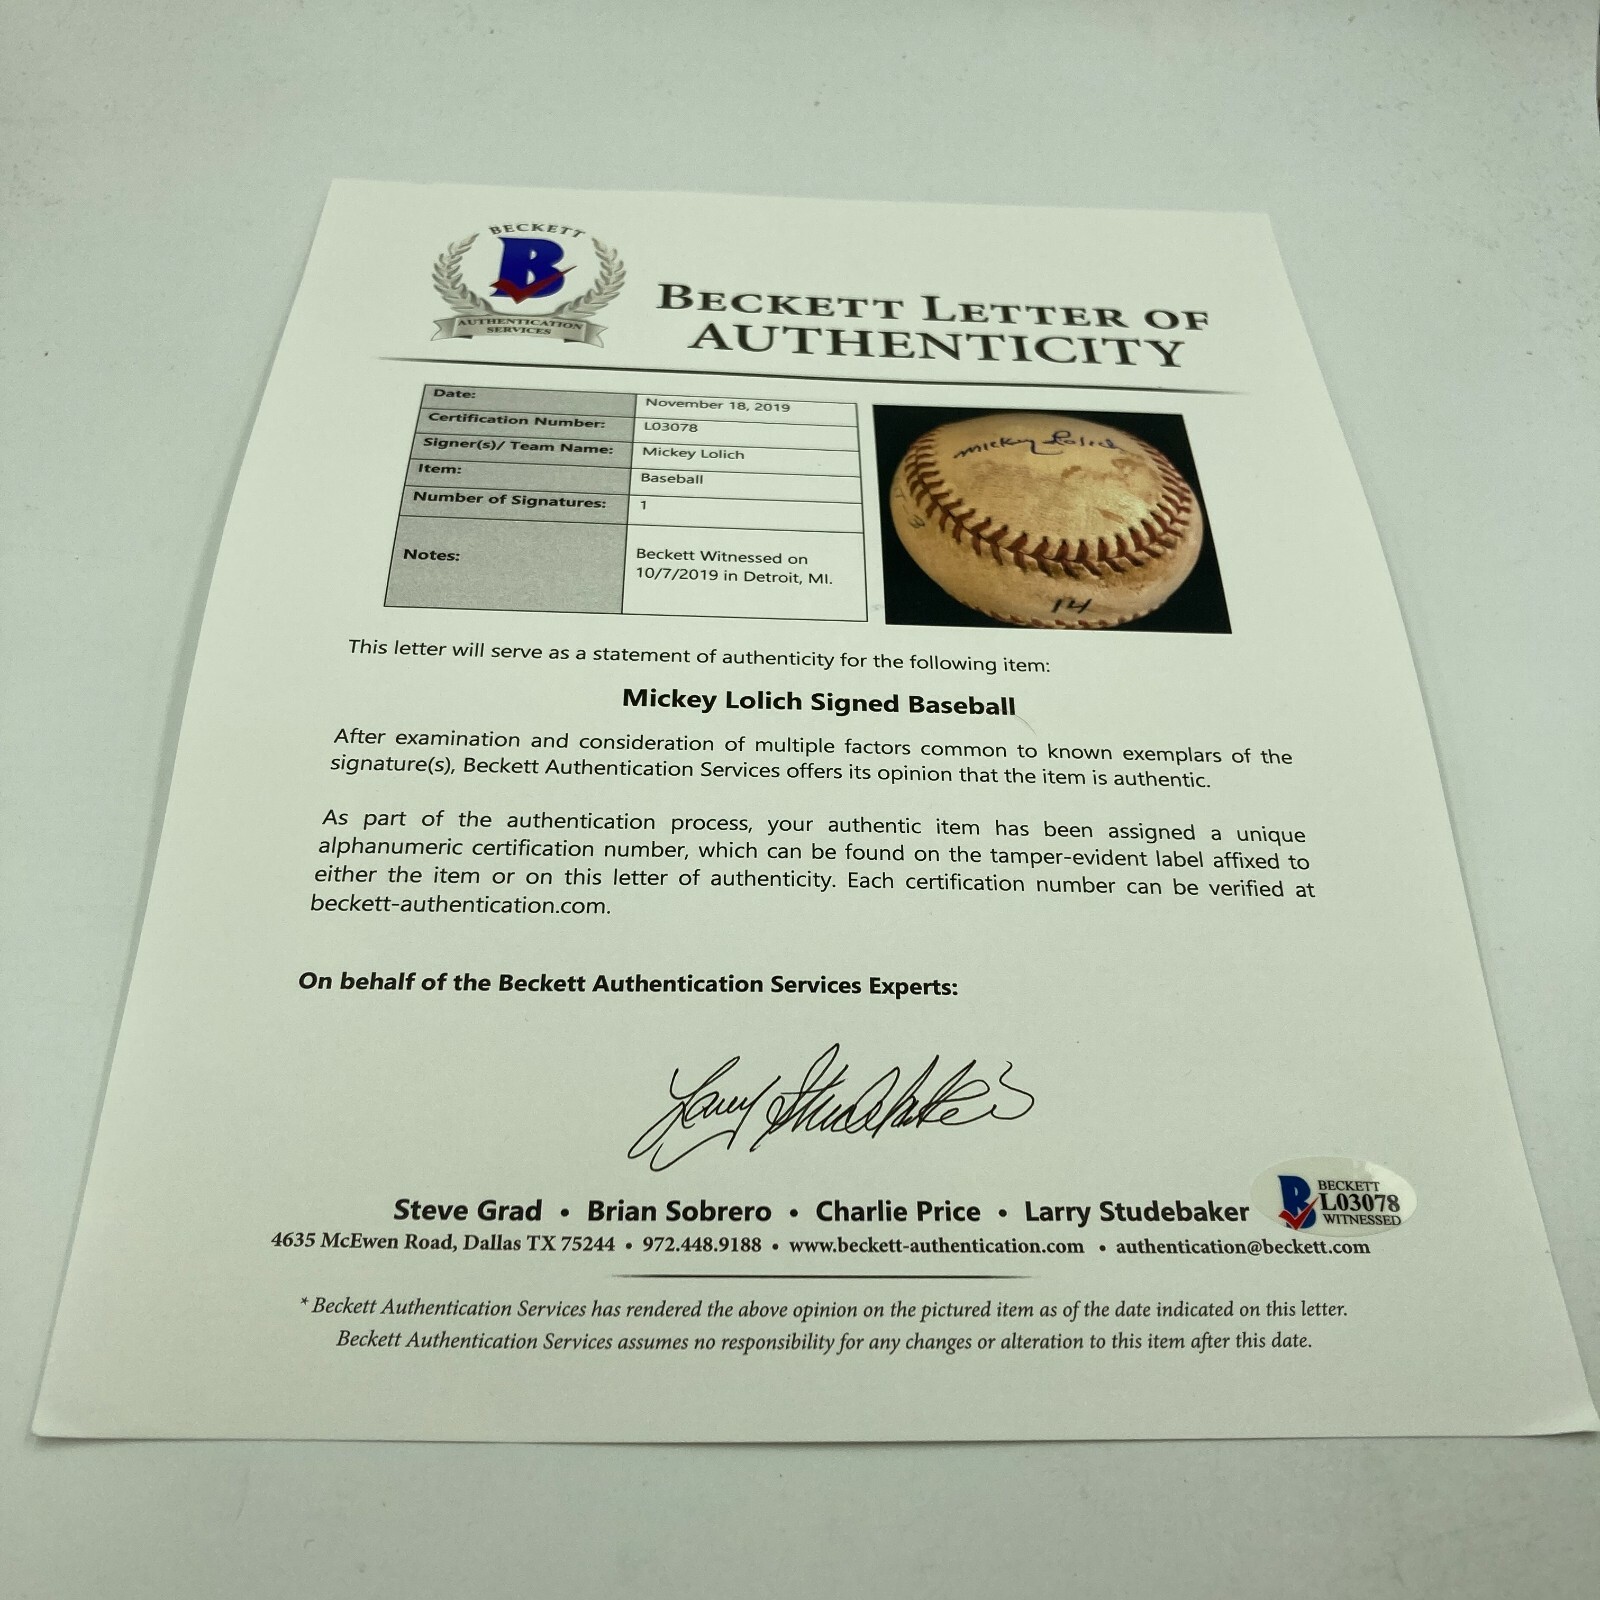 BECKETT
B
AUTHENTICATION
SERVICES
BECKETT LETTER OF
AUTHENTICITY
Date: November 18, 2019
Certification Number: L03078
Signer(s)/ Team Name: Mickey Lolich
Item: Baseball
Number of Signatures: 1
Notes: Beckett Witnessed on
10/7/2019 in Detroit, MI.
Mickey Lolich
3
14
This letter will serve as a statement of authenticity for the following item:
Mickey Lolich Signed Baseball
After examination and consideration of multiple factors common to known exemplars of the
signature(s), Beckett Authentication Services offers its opinion that the item is authentic.
As part of the authentication process, your authentic item has been assigned a unique
alphanumeric certification number, which can be found on the tamper-evident label affixed to
either the item or on this letter of authenticity. Each certification number can be verified at
beckett-authentication.com.
On behalf of the Beckett Authentication Services Experts:
Larry Studebaker
Steve Grad • Brian Sobrero • Charlie Price • Larry Studebaker
4635 McEwen Road, Dallas TX 75244 • 972.448.9188 • www.beckett-authentication.com • authentication@beckett.com
B BECKETT
L03078
WITNESSED
* Beckett Authentication Services has rendered the above opinion on the pictured item as of the date indicated on this letter.
Beckett Authentication Services assumes no responsibility for any changes or alteration to this item after this date.